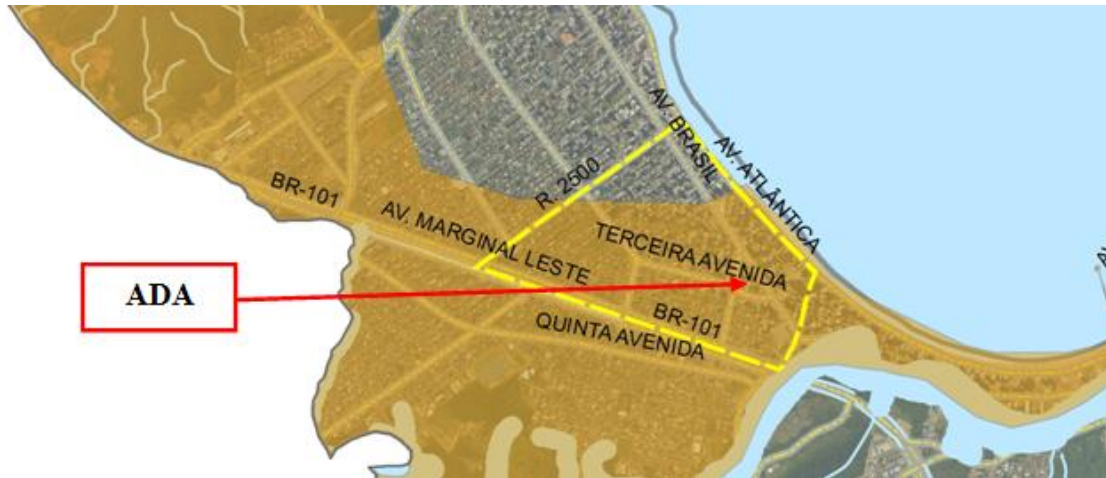 AV. BRASIL
AV. ATLÂNTICA
R. 2500
BR-101
AV. MARGINAL LESTE
TERCEIRA AVENIDA
ADA
BR-101
QUINTA AVENIDA